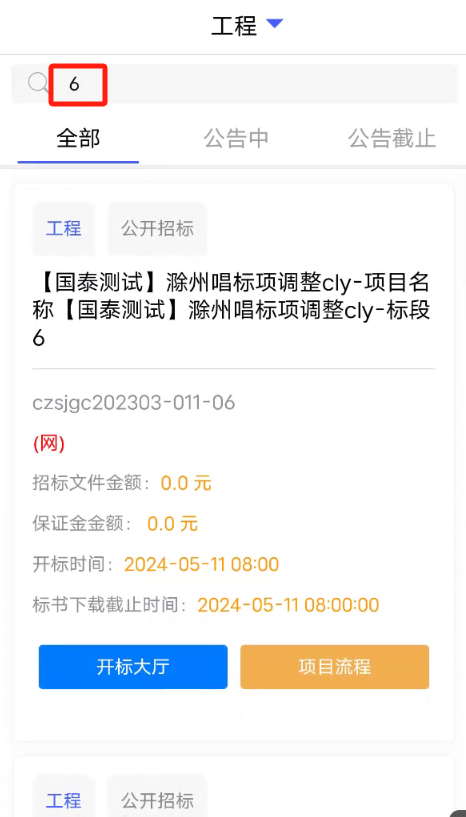 工程
6
全部 公告中 公告截止
工程 公开招标
【国泰测试】滁州唱标项调整cly-项目名
称【国泰测试】滁州唱标项调整cly-标段
6
czsjgc202303-011-06
(网)
招标文件金额：0.0 元
保证金金额： 0.0 元
开标时间：2024-05-11 08:00
标书下载截止时间：2024-05-11 08:00:00
开标大厅 项目流程
工程 公开招标